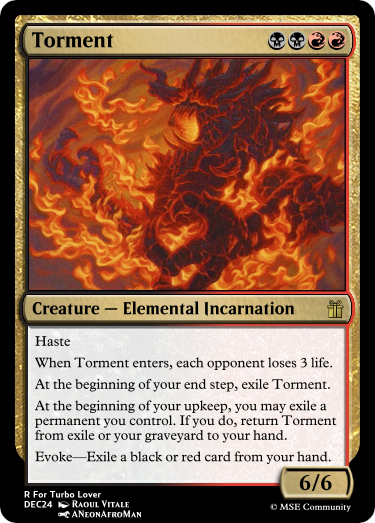 Torment
Creature — Elemental Incarnation
Haste
When Torment enters, each opponent loses 3 life.
At the beginning of your end step, exile Torment.
At the beginning of your upkeep, you may exile a
permanent you control. If you do, return Torment
from exile or your graveyard to your hand.
Evoke—Exile a black or red card from your hand.
6/6
R For Turbo Lover
DEC24 Raoul Vitale
ANeonAfroMan
© MSE Community